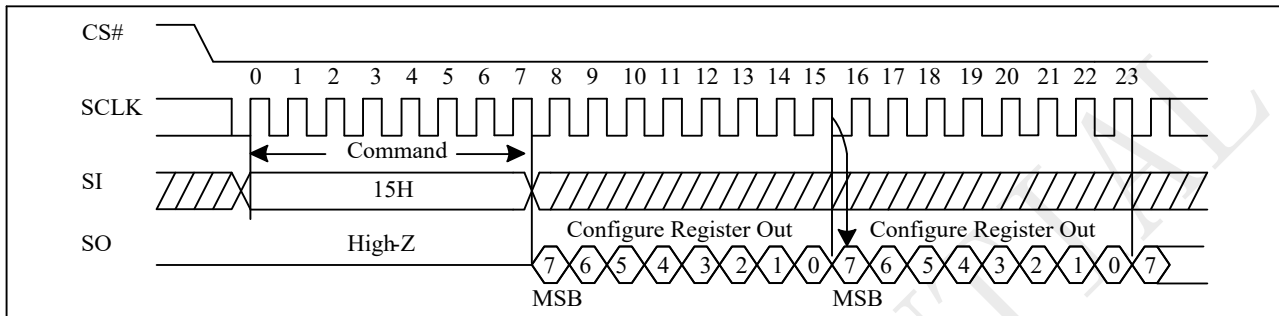 CS#
0 1 2 3 4 5 6 7 8 9 10 11 12 13 14 15 16 17 18 19 20 21 22 23
SCLK
Command
SI
15H
SO
High-Z
Configure Register Out
Configure Register Out
7 6 5 4 3 2 1 0 7 6 5 4 3 2 1 0 7
MSB
MSB